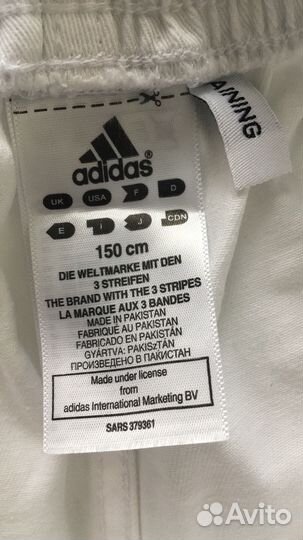 adidas®
TRAINING
UK USA F D
E I J CDN
150 cm
DIE WELTMARKE MIT DEN
3 STREIFEN
THE BRAND WITH THE 3 STRIPES
LA MARQUE AUX 3 BANDES
MADE IN PAKISTAN
FABRIQUÉ AU PAKISTAN
FABRICADO EN PAKISTÁN
GYÁRTVA: PAKISzTÁN
ПРОИЗВЕДЕНО В ПАКИСТАН
Made under license
from
adidas International Marketing BV
SARS 379361
Avito